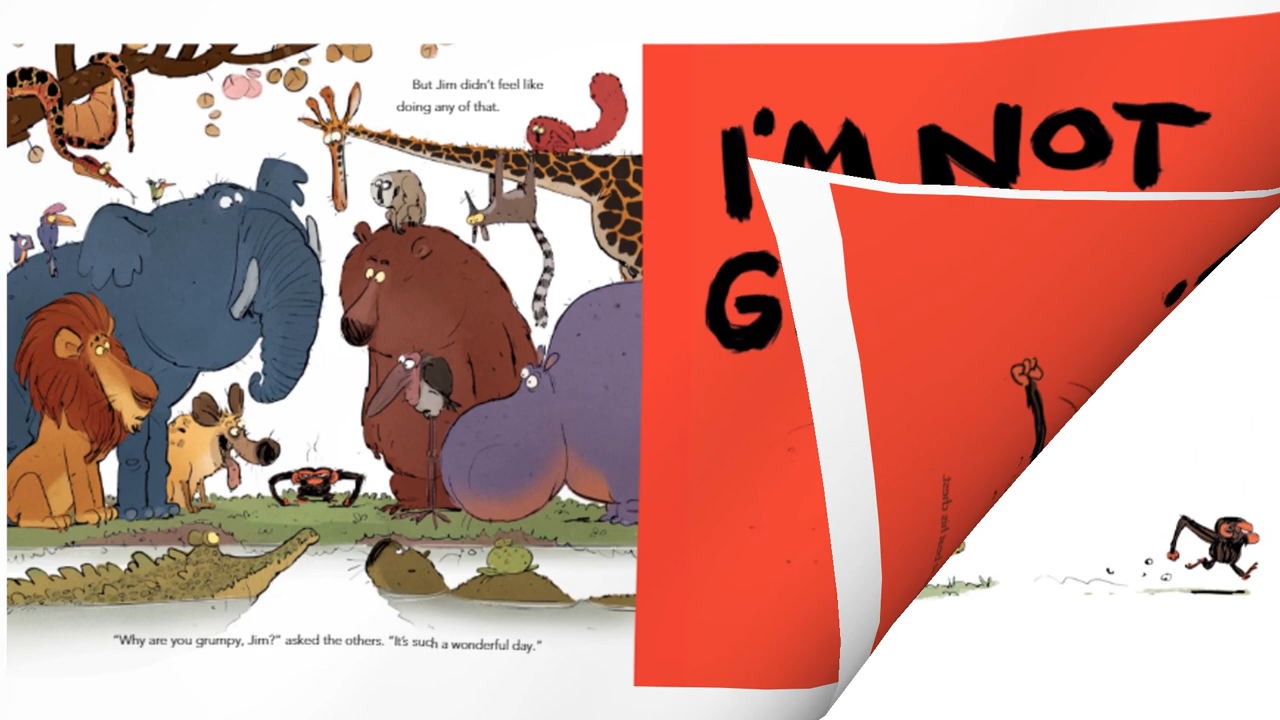 But Jim didn't feel like
doing any of that.
"Why are you grumpy, Jim?" asked the others. "It's such a wonderful day."
I'M NOT